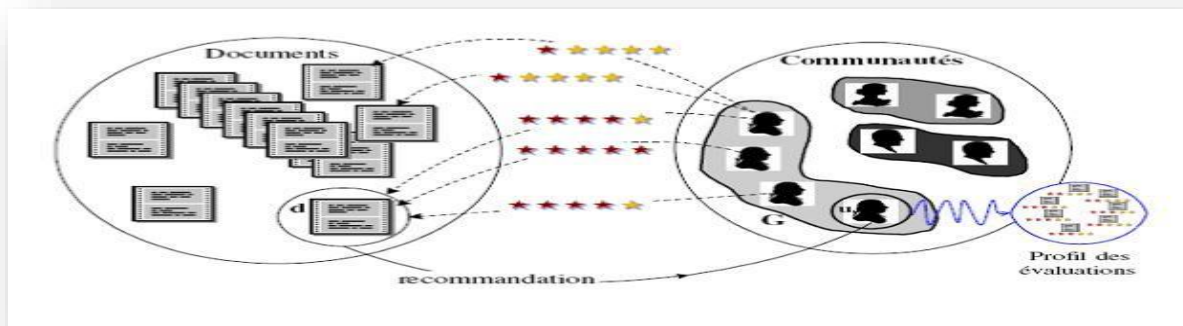 Documents
Communautés
d
G
u
recommandation
Profil des
évaluations